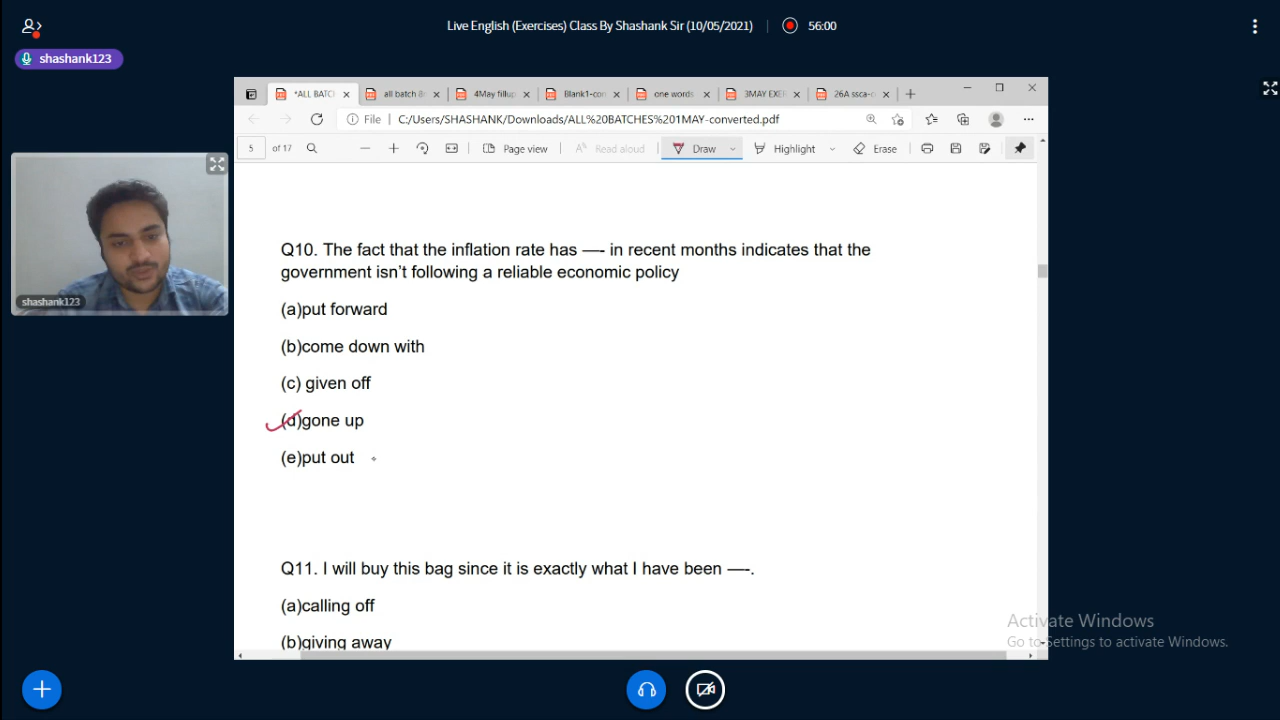 Live English (Exercises) Class By Shashank Sir (10/05/2021)
56:00
shashank123
*ALL BATC
all batch 8
4May fillup
Blank1-con
one words
3MAY EXER
26A ssca-c
File
C:/Users/SHASHANK/Downloads/ALL%20BATCHES%201MAY-converted.pdf
5 of 17
Page view
Read aloud
Draw
Highlight
Erase
shashank123
Q10. The fact that the inflation rate has —- in recent months indicates that the
government isn't following a reliable economic policy
(a)put forward
(b)come down with
(c) given off
(d)gone up
(e)put out
Q11. I will buy this bag since it is exactly what I have been —-.
(a)calling off
(b)giving away
Activate Windows
Go to Settings to activate Windows.